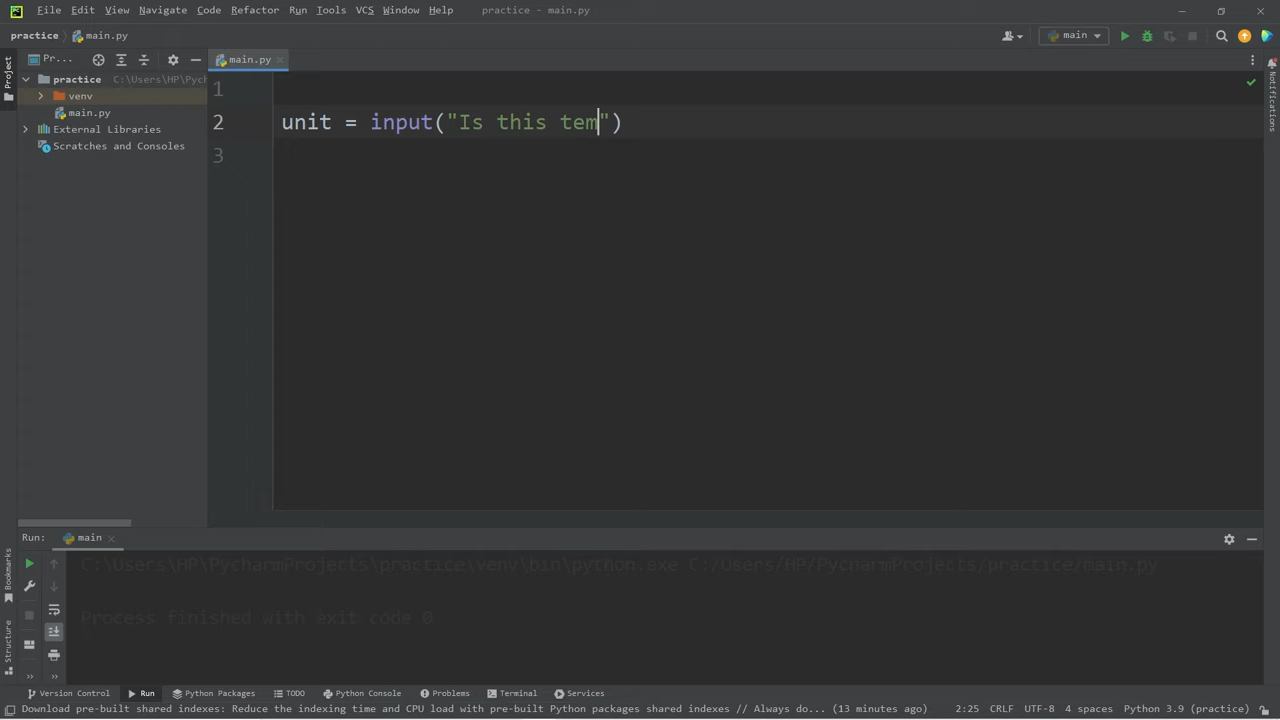 File Edit View Navigate Code Refactor Run Tools VCS Window Help practice - main.py
practice main.py main
Pr... main.py
Project
practice C:\Users\HP\Pycha
venv
main.py
External Libraries
Scratches and Consoles
1
2 unit = input("Is this tem")
3
Notifications
Run: main
C:\Users\HP\PycharmProjects\practice\venv\bin\python.exe C:/Users/HP/PycharmProjects/practice/main.py
Process finished with exit code 0
Bookmarks
Structure
Version Control Run Python Packages TODO Python Console Problems Terminal Services
Download pre-built shared indexes: Reduce the indexing time and CPU load with pre-built Python packages shared indexes // Always do... (13 minutes ago) 2:25 CRLF UTF-8 4 spaces Python 3.9 (practice)